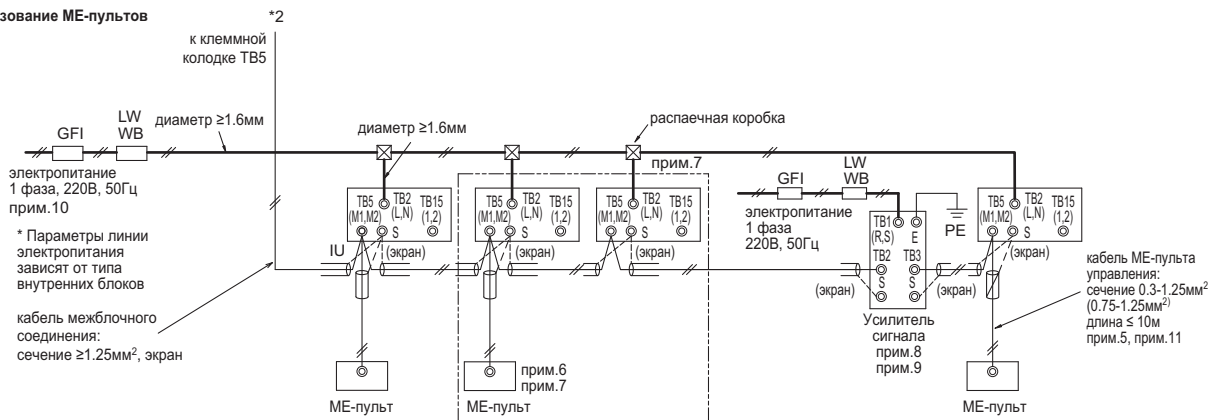 зование ME-пультов
*2
к клеммной
колодке TB5
GFI
LW
WB
диаметр ≥1.6мм
диаметр ≥1.6мм
распаечная коробка
прим.7
электропитание
1 фаза, 220В, 50Гц
прим.10
* Параметры линии
электропитания
зависят от типа
внутренних блоков
кабель межблочного
соединения:
сечение ≥1.25мм², экран
IU
TB5
(M1,M2)
TB2
(L,N)
TB15
(1,2)
S
(экран)
ME-пульт
TB5
(M1,M2)
TB2
(L,N)
TB15
(1,2)
S
(экран)
прим.6
прим.7
ME-пульт
TB5
(M1,M2)
TB2
(L,N)
TB15
(1,2)
S
(экран)
GFI
LW
WB
электропитание
1 фаза
220В, 50Гц
TB1
(R,S)
E
PE
TB2
S
TB3
S
(экран)
(экран)
Усилитель
сигнала
прим.8
прим.9
TB5
(M1,M2)
TB2
(L,N)
TB15
(1,2)
S
(экран)
ME-пульт
кабель ME-пульта
управления:
сечение 0.3-1.25мм²
(0.75-1.25мм²)
длина ≤ 10м
прим.5, прим.11